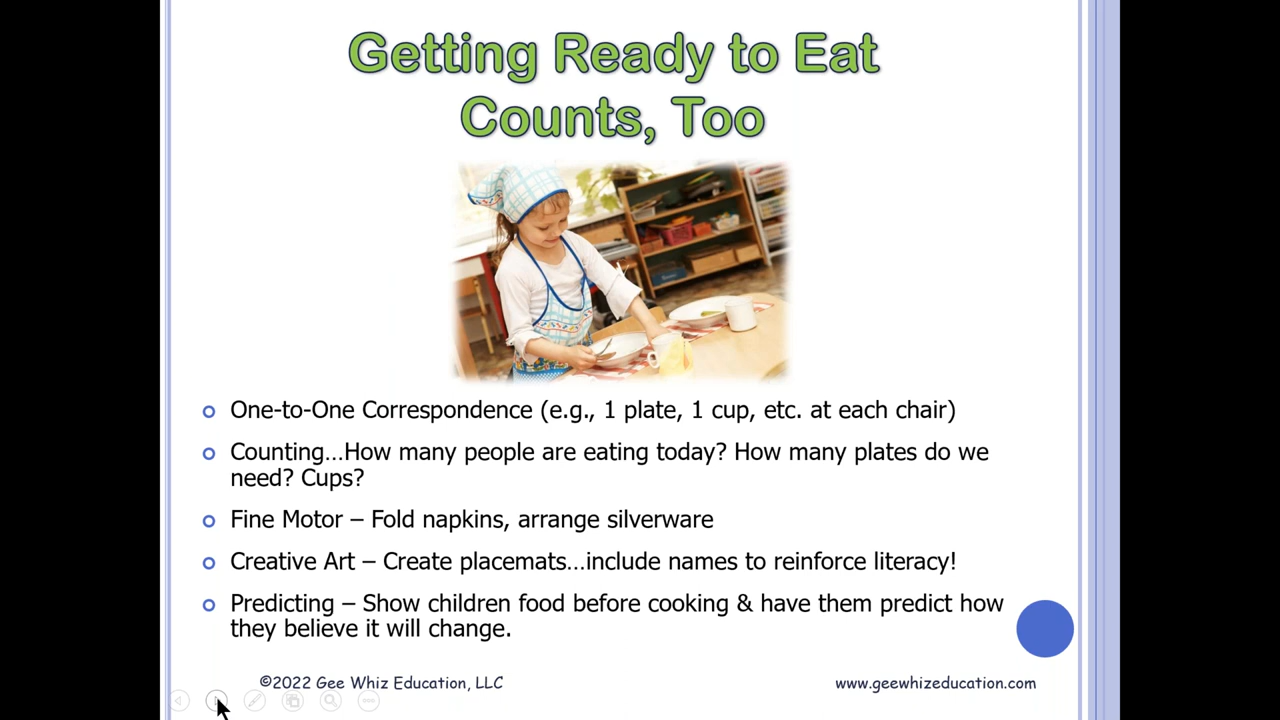 Getting Ready to Eat
Counts, Too
One-to-One Correspondence (e.g., 1 plate, 1 cup, etc. at each chair)
Counting…How many people are eating today? How many plates do we
need? Cups?
Fine Motor – Fold napkins, arrange silverware
Creative Art – Create placemats…include names to reinforce literacy!
Predicting – Show children food before cooking & have them predict how
they believe it will change.
©2022 Gee Whiz Education, LLC
www.geewhizeducation.com